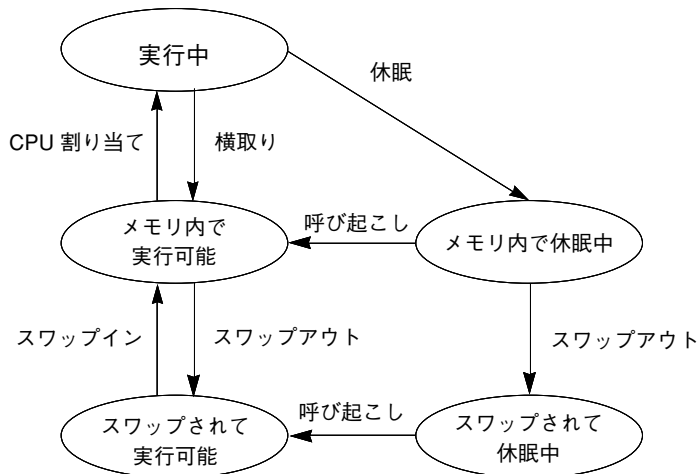 実行中
休眠
CPU 割り当て
横取り
メモリ内で
実行可能
呼び起こし
メモリ内で休眠中
スワップイン
スワップアウト
スワップアウト
スワップされて
実行可能
呼び起こし
スワップされて
休眠中